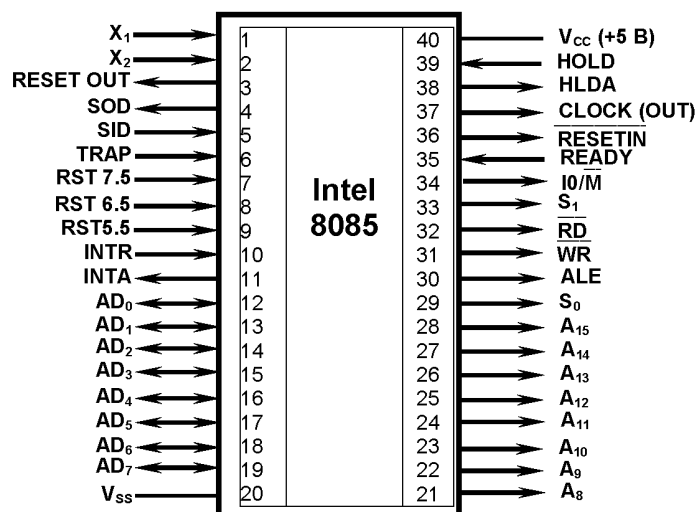 X₁ 1 40 V_CC (+5 В)
X₂ 2 39 HOLD
RESET OUT 3 38 HLDA
SOD 4 37 CLOCK (OUT)
SID 5 36 RESETIN
TRAP 6 35 READY
RST 7.5 7 34 I0/M
RST 6.5 8 33 S₁
RST5.5 9 32 RD
INTR 10 31 WR
INTA 11 30 ALE
AD₀ 12 29 S₀
AD₁ 13 28 A₁₅
AD₂ 14 27 A₁₄
AD₃ 15 26 A₁₃
AD₄ 16 25 A₁₂
AD₅ 17 24 A₁₁
AD₆ 18 23 A₁₀
AD₇ 19 22 A₉
V_SS 20 21 A₈
Intel
8085